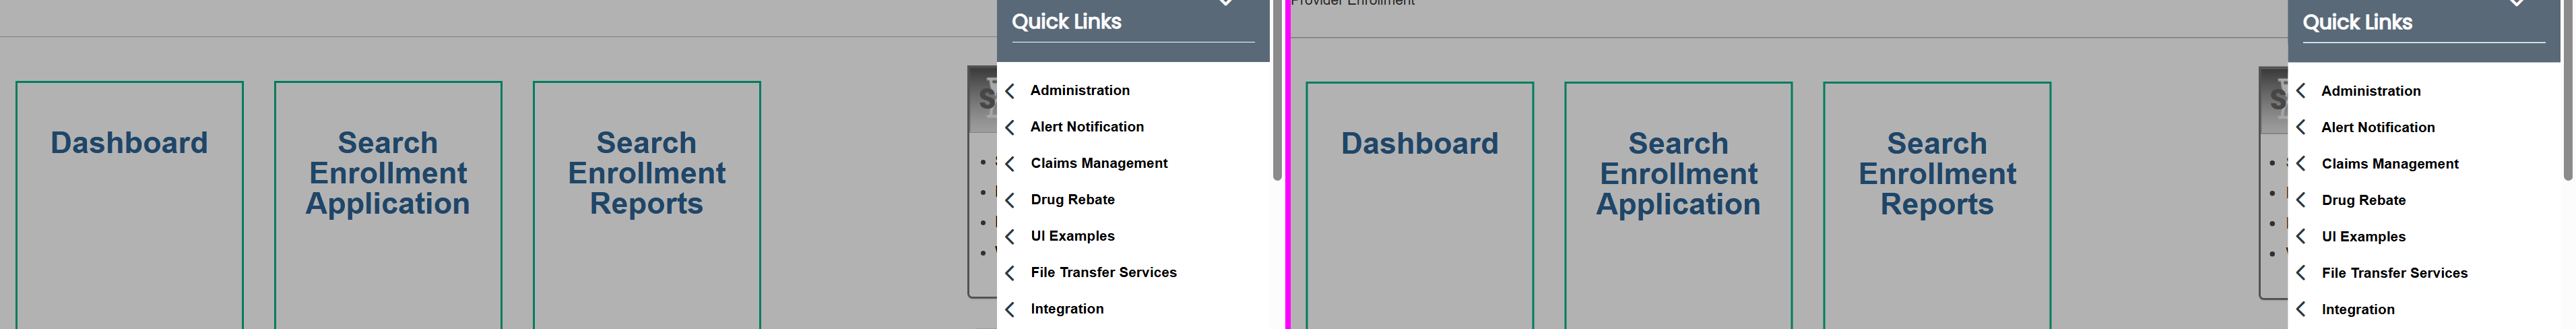 Quick Links
Dashboard
Search
Enrollment
Application
Search
Enrollment
Reports
Administration
Alert Notification
Claims Management
Drug Rebate
UI Examples
File Transfer Services
Integration
Provider Enrollment
Quick Links
Dashboard
Search
Enrollment
Application
Search
Enrollment
Reports
Administration
Alert Notification
Claims Management
Drug Rebate
UI Examples
File Transfer Services
Integration